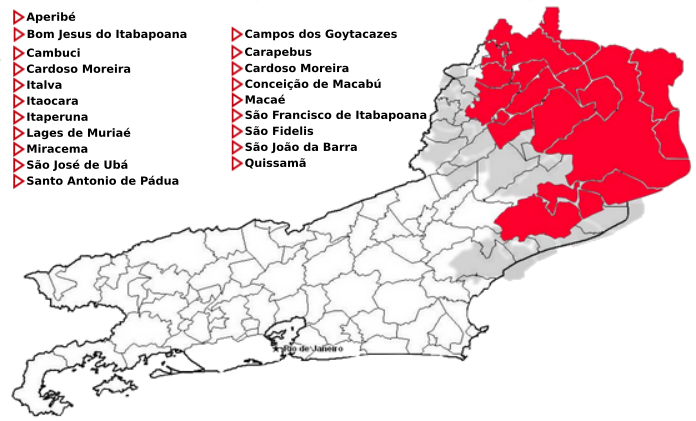 Aperibé
Bom Jesus do Itabapoana
Cambuci
Cardoso Moreira
Italva
Itaocara
Itaperuna
Lages de Muriaé
Miracema
São José de Ubá
Santo Antonio de Pádua
Campos dos Goytacazes
Carapebus
Cardoso Moreira
Conceição de Macabú
Macaé
São Francisco de Itabapoana
São Fidelis
São João da Barra
Quissamã
Rio de Janeiro